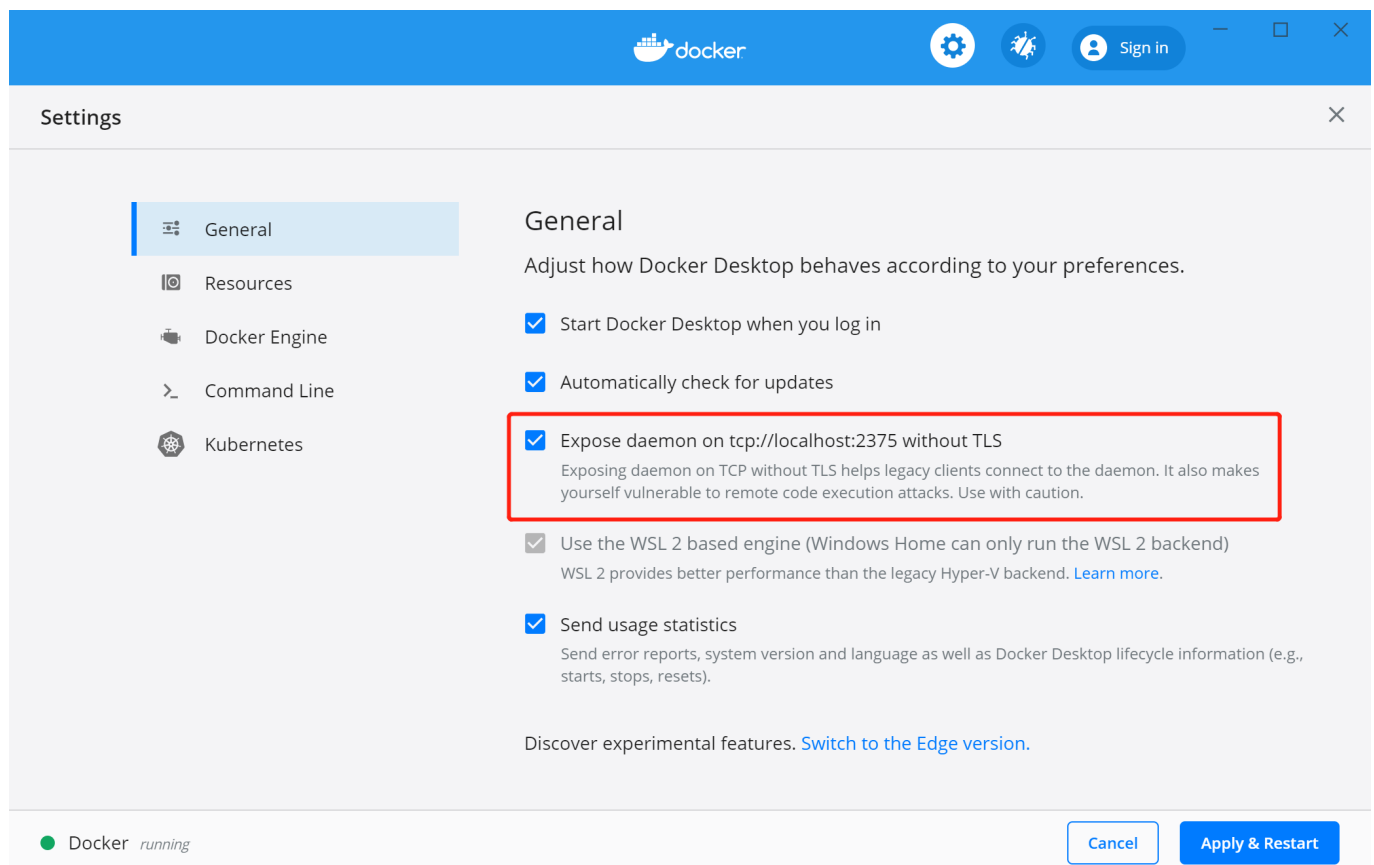 docker
Sign in
Settings
General
Resources
Docker Engine
Command Line
Kubernetes
General
Adjust how Docker Desktop behaves according to your preferences.
Start Docker Desktop when you log in
Automatically check for updates
Expose daemon on tcp://localhost:2375 without TLS
Exposing daemon on TCP without TLS helps legacy clients connect to the daemon. It also makes
yourself vulnerable to remote code execution attacks. Use with caution.
Use the WSL 2 based engine (Windows Home can only run the WSL 2 backend)
WSL 2 provides better performance than the legacy Hyper-V backend. Learn more.
Send usage statistics
Send error reports, system version and language as well as Docker Desktop lifecycle information (e.g.,
starts, stops, resets).
Discover experimental features. Switch to the Edge version.
Docker running
Cancel
Apply & Restart